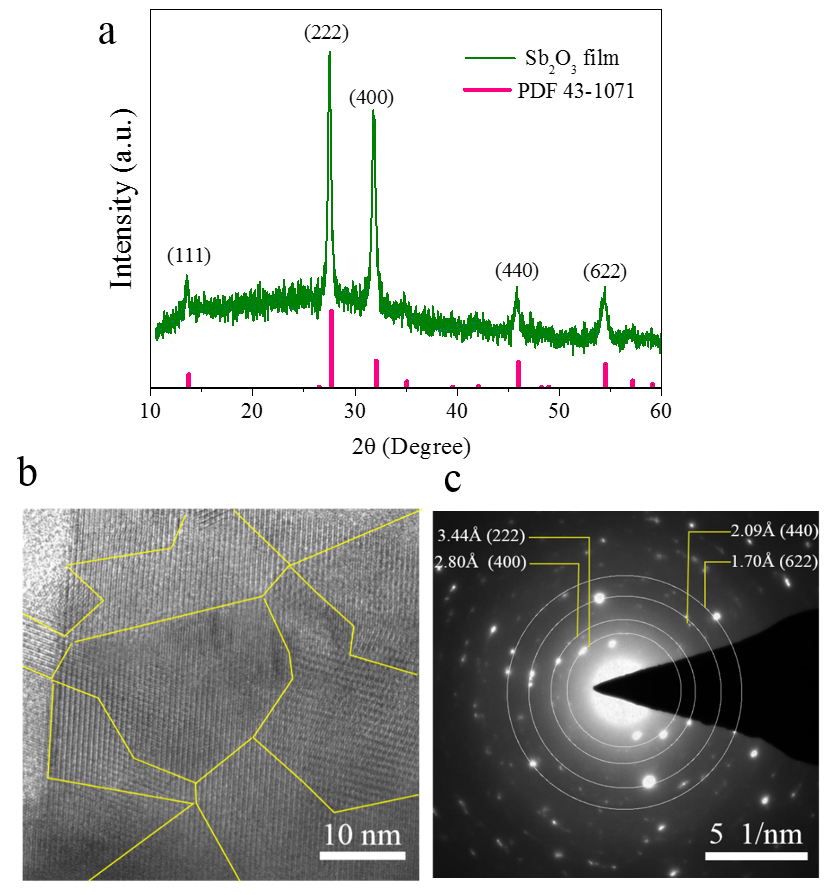 a
(222)
(400)
(111)
(440)
(622)
Sb₂O₃ film
PDF 43-1071
Intensity (a.u.)
10 20 30 40 50 60
2θ (Degree)
b
10 nm
c
3.44Å (222)
2.80Å (400)
2.09Å (440)
1.70Å (622)
5 1/nm